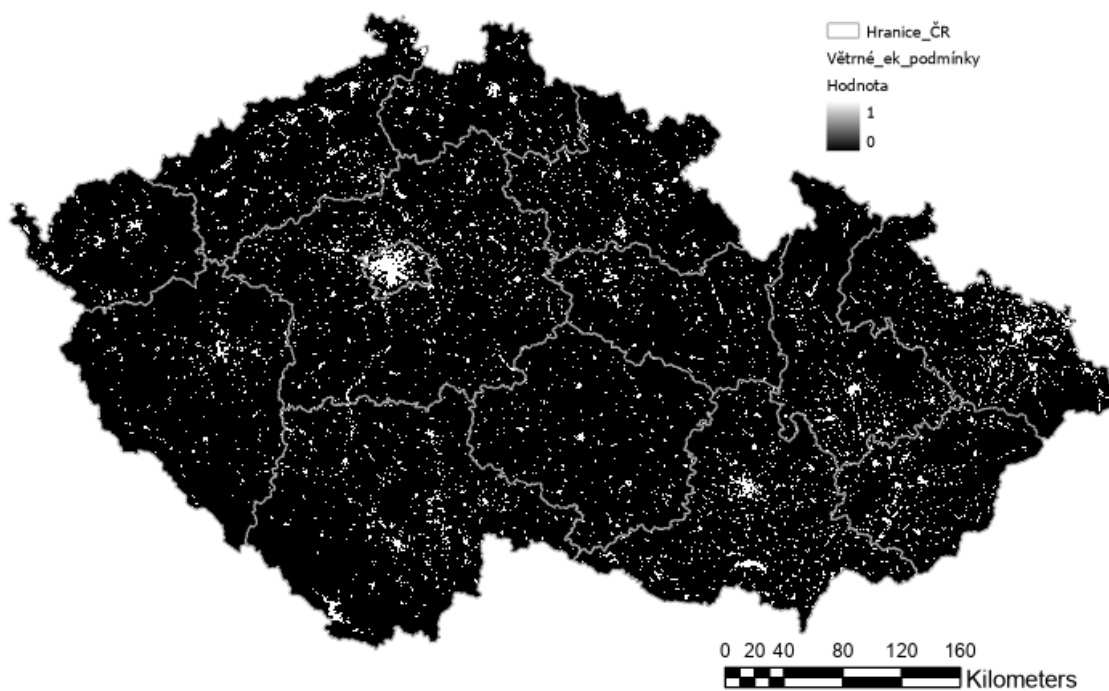 Hranice_ČR
Větrné_ek_podmínky
Hodnota
1
0
0 20 40 80 120 160
Kilometers